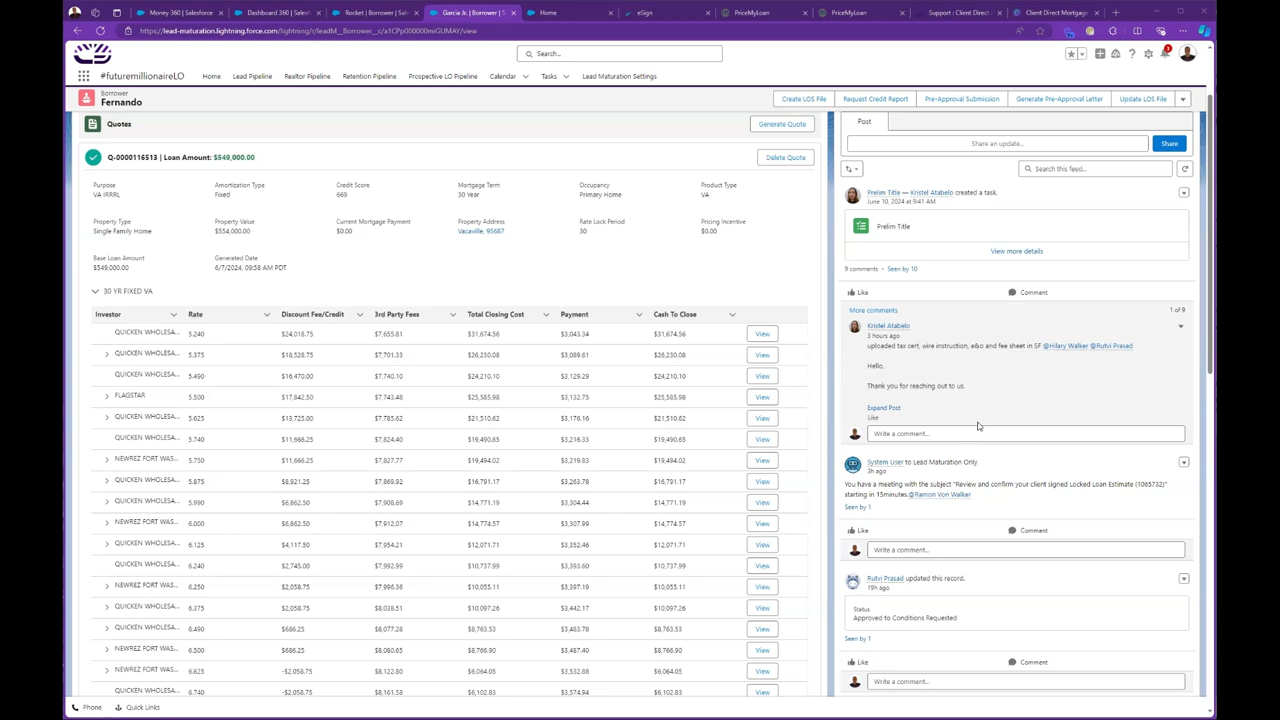 Money 360 | Salesforce
Dashboard 360 | Salesfo
Rocket | Borrower | Salesf
Garcia Jr. | Borrower | S
Home
eSign
PriceMyLoan
PriceMyLoan
Support : Client Direct
Client Direct Mortgage
https://lead-maturation.lightning.force.com/lightning/r/leadM__Borrower__c/a1CPp000000miGUMAY/view
Search...
#futuremillionaireLO
Home
Lead Pipeline
Realtor Pipeline
Retention Pipeline
Prospective LO Pipeline
Calendar
Tasks
Lead Maturation Settings
Borrower
Fernando
Create LOS File
Request Credit Report
Pre-Approval Submission
Generate Pre-Approval Letter
Update LOS File
Quotes
Generate Quote
Q-0000116513 | Loan Amount: $549,000.00
Delete Quote
Purpose
VA IRRRL
Amortization Type
Fixed
Credit Score
669
Mortgage Term
30 Year
Occupancy
Primary Home
Product Type
VA
Property Type
Single Family Home
Property Value
$554,000.00
Current Mortgage Payment
$0.00
Property Address
Vacaville, 95687
Rate Lock Period
30
Pricing Incentive
$0.00
Base Loan Amount
$549,000.00
Generated Date
6/7/2024, 09:58 AM PDT
30 YR FIXED VA
Investor Rate Discount Fee/Credit 3rd Party Fees Total Closing Cost Payment Cash To Close
QUICKEN WHOLESA... 5.240 $24,018.75 $7,655.81 $31,674.56 $3,043.34 $31,674.56 View
QUICKEN WHOLESA... 5.375 $18,528.75 $7,701.33 $26,230.08 $3,089.61 $26,230.08 View
QUICKEN WHOLESA... 5.490 $16,470.00 $7,740.10 $24,210.10 $3,129.29 $24,210.10 View
FLAGSTAR 5.500 $17,842.50 $7,743.48 $25,585.98 $3,132.75 $25,585.98 View
QUICKEN WHOLESA... 5.625 $13,725.00 $7,785.62 $21,510.62 $3,176.16 $21,510.62 View
QUICKEN WHOLESA... 5.740 $11,666.25 $7,824.40 $19,490.65 $3,216.33 $19,490.65 View
NEWREZ FORT WAS... 5.750 $11,666.25 $7,827.77 $19,494.02 $3,219.83 $19,494.02 View
QUICKEN WHOLESA... 5.875 $8,921.25 $7,869.92 $16,791.17 $3,263.78 $16,791.17 View
QUICKEN WHOLESA... 5.990 $6,862.50 $7,908.69 $14,771.19 $3,304.44 $14,771.19 View
NEWREZ FORT WAS... 6.000 $6,862.50 $7,912.07 $14,774.57 $3,307.99 $14,774.57 View
QUICKEN WHOLESA... 6.125 $4,117.50 $7,954.21 $12,071.71 $3,352.46 $12,071.71 View
QUICKEN WHOLESA... 6.240 $2,745.00 $7,992.99 $10,737.99 $3,393.60 $10,737.99 View
NEWREZ FORT WAS... 6.250 $2,058.75 $7,996.36 $10,055.11 $3,397.19 $10,055.11 View
QUICKEN WHOLESA... 6.375 $2,058.75 $8,038.51 $10,097.26 $3,442.17 $10,097.26 View
QUICKEN WHOLESA... 6.490 $686.25 $8,077.28 $8,763.53 $3,483.78 $8,763.53 View
NEWREZ FORT WAS... 6.500 $686.25 $8,080.65 $8,766.90 $3,487.40 $8,766.90 View
NEWREZ FORT WAS... 6.625 -$2,058.75 $8,122.80 $6,064.05 $3,532.88 $6,064.05 View
QUICKEN WHOLESA... 6.740 -$2,058.75 $8,161.58 $6,102.83 $3,574.94 $6,102.83 View
Post
Share an update...
Share
Search this feed...
Prelim Title — Kristel Atabelo created a task.
June 10, 2024 at 9:41 AM
Prelim Title
View more details
9 comments · Seen by 10
Like
Comment
More comments
1 of 9
Kristel Atabelo
3 hours ago
uploaded tax cert, wire instruction, e&o and fee sheet in SF @Hilary Walker @Rutvi Prasad
Hello,
Thank you for reaching out to us.
Expand Post
Like
Write a comment...
System User to Lead Maturation Only
3h ago
You have a meeting with the subject "Review and confirm your client signed Locked Loan Estimate (1065732)"
starting in 15minutes.@Ramon Von Walker
Seen by 1
Like
Comment
Write a comment...
Rutvi Prasad updated this record.
19h ago
Status
Approved to Conditions Requested
Seen by 1
Like
Comment
Write a comment...
Phone
Quick Links